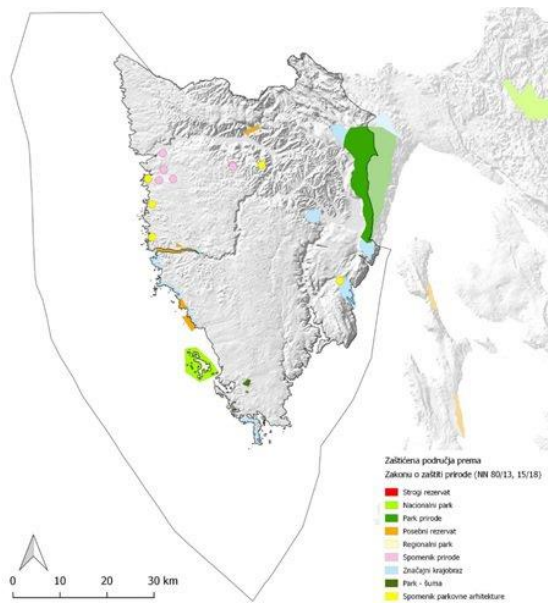 Zaštićena područja prema
Zakonu o zaštiti prirode (NN 80/13, 15/18)
Strogi rezervat
Nacionalni park
Park prirode
Posebni rezervat
Regionalni park
Spomenik prirode
Značajni krajobraz
Park - šuma
Spomenik parkovne arhitekture
0 10 20 30 km